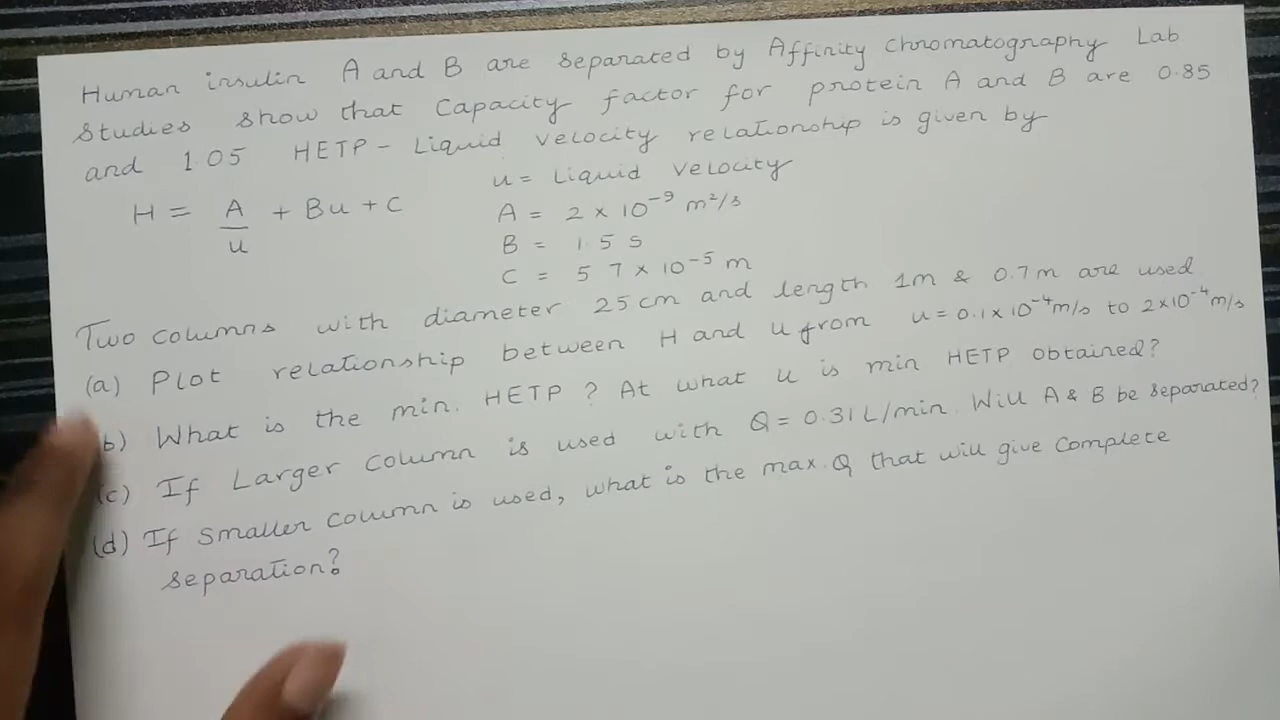 Human insulin A and B are separated by Affinity chromatography Lab
studies show that Capacity factor for protein A and B are 0.85
and 1.05 HETP - Liquid velocity relationship is given by
H = A/u + Bu + C
u = Liquid velocity
A = 2 × 10⁻⁹ m²/s
B = 1.5 s
C = 5.7 × 10⁻⁵ m
Two columns with diameter 25 cm and length 1m & 0.7m are used
(a) Plot relationship between H and u from u = 0.1 × 10⁻⁴ m/s to 2×10⁻⁴ m/s
b) What is the min. HETP ? At what u is min HETP obtained?
(c) If Larger column is used with Q = 0.31 L/min. Will A & B be separated?
(d) If smaller column is used, what is the max. Q that will give complete
separation?